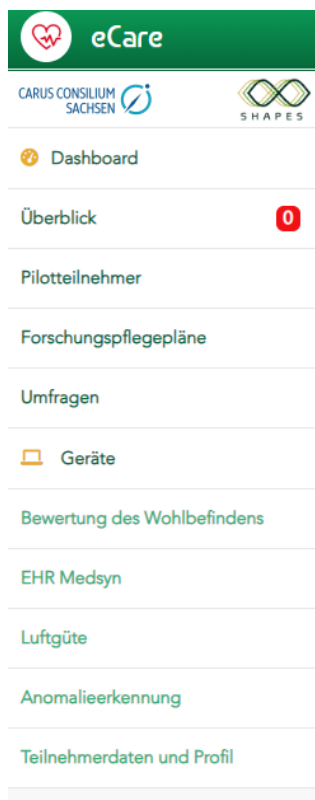 eCare
CARUS CONSILIUM
SACHSEN
SHAPES
Dashboard
Überblick 0
Pilotteilnehmer
Forschungspflegepläne
Umfragen
Geräte
Bewertung des Wohlbefindens
EHR Medsyn
Luftgüte
Anomalieerkennung
Teilnehmerdaten und Profil